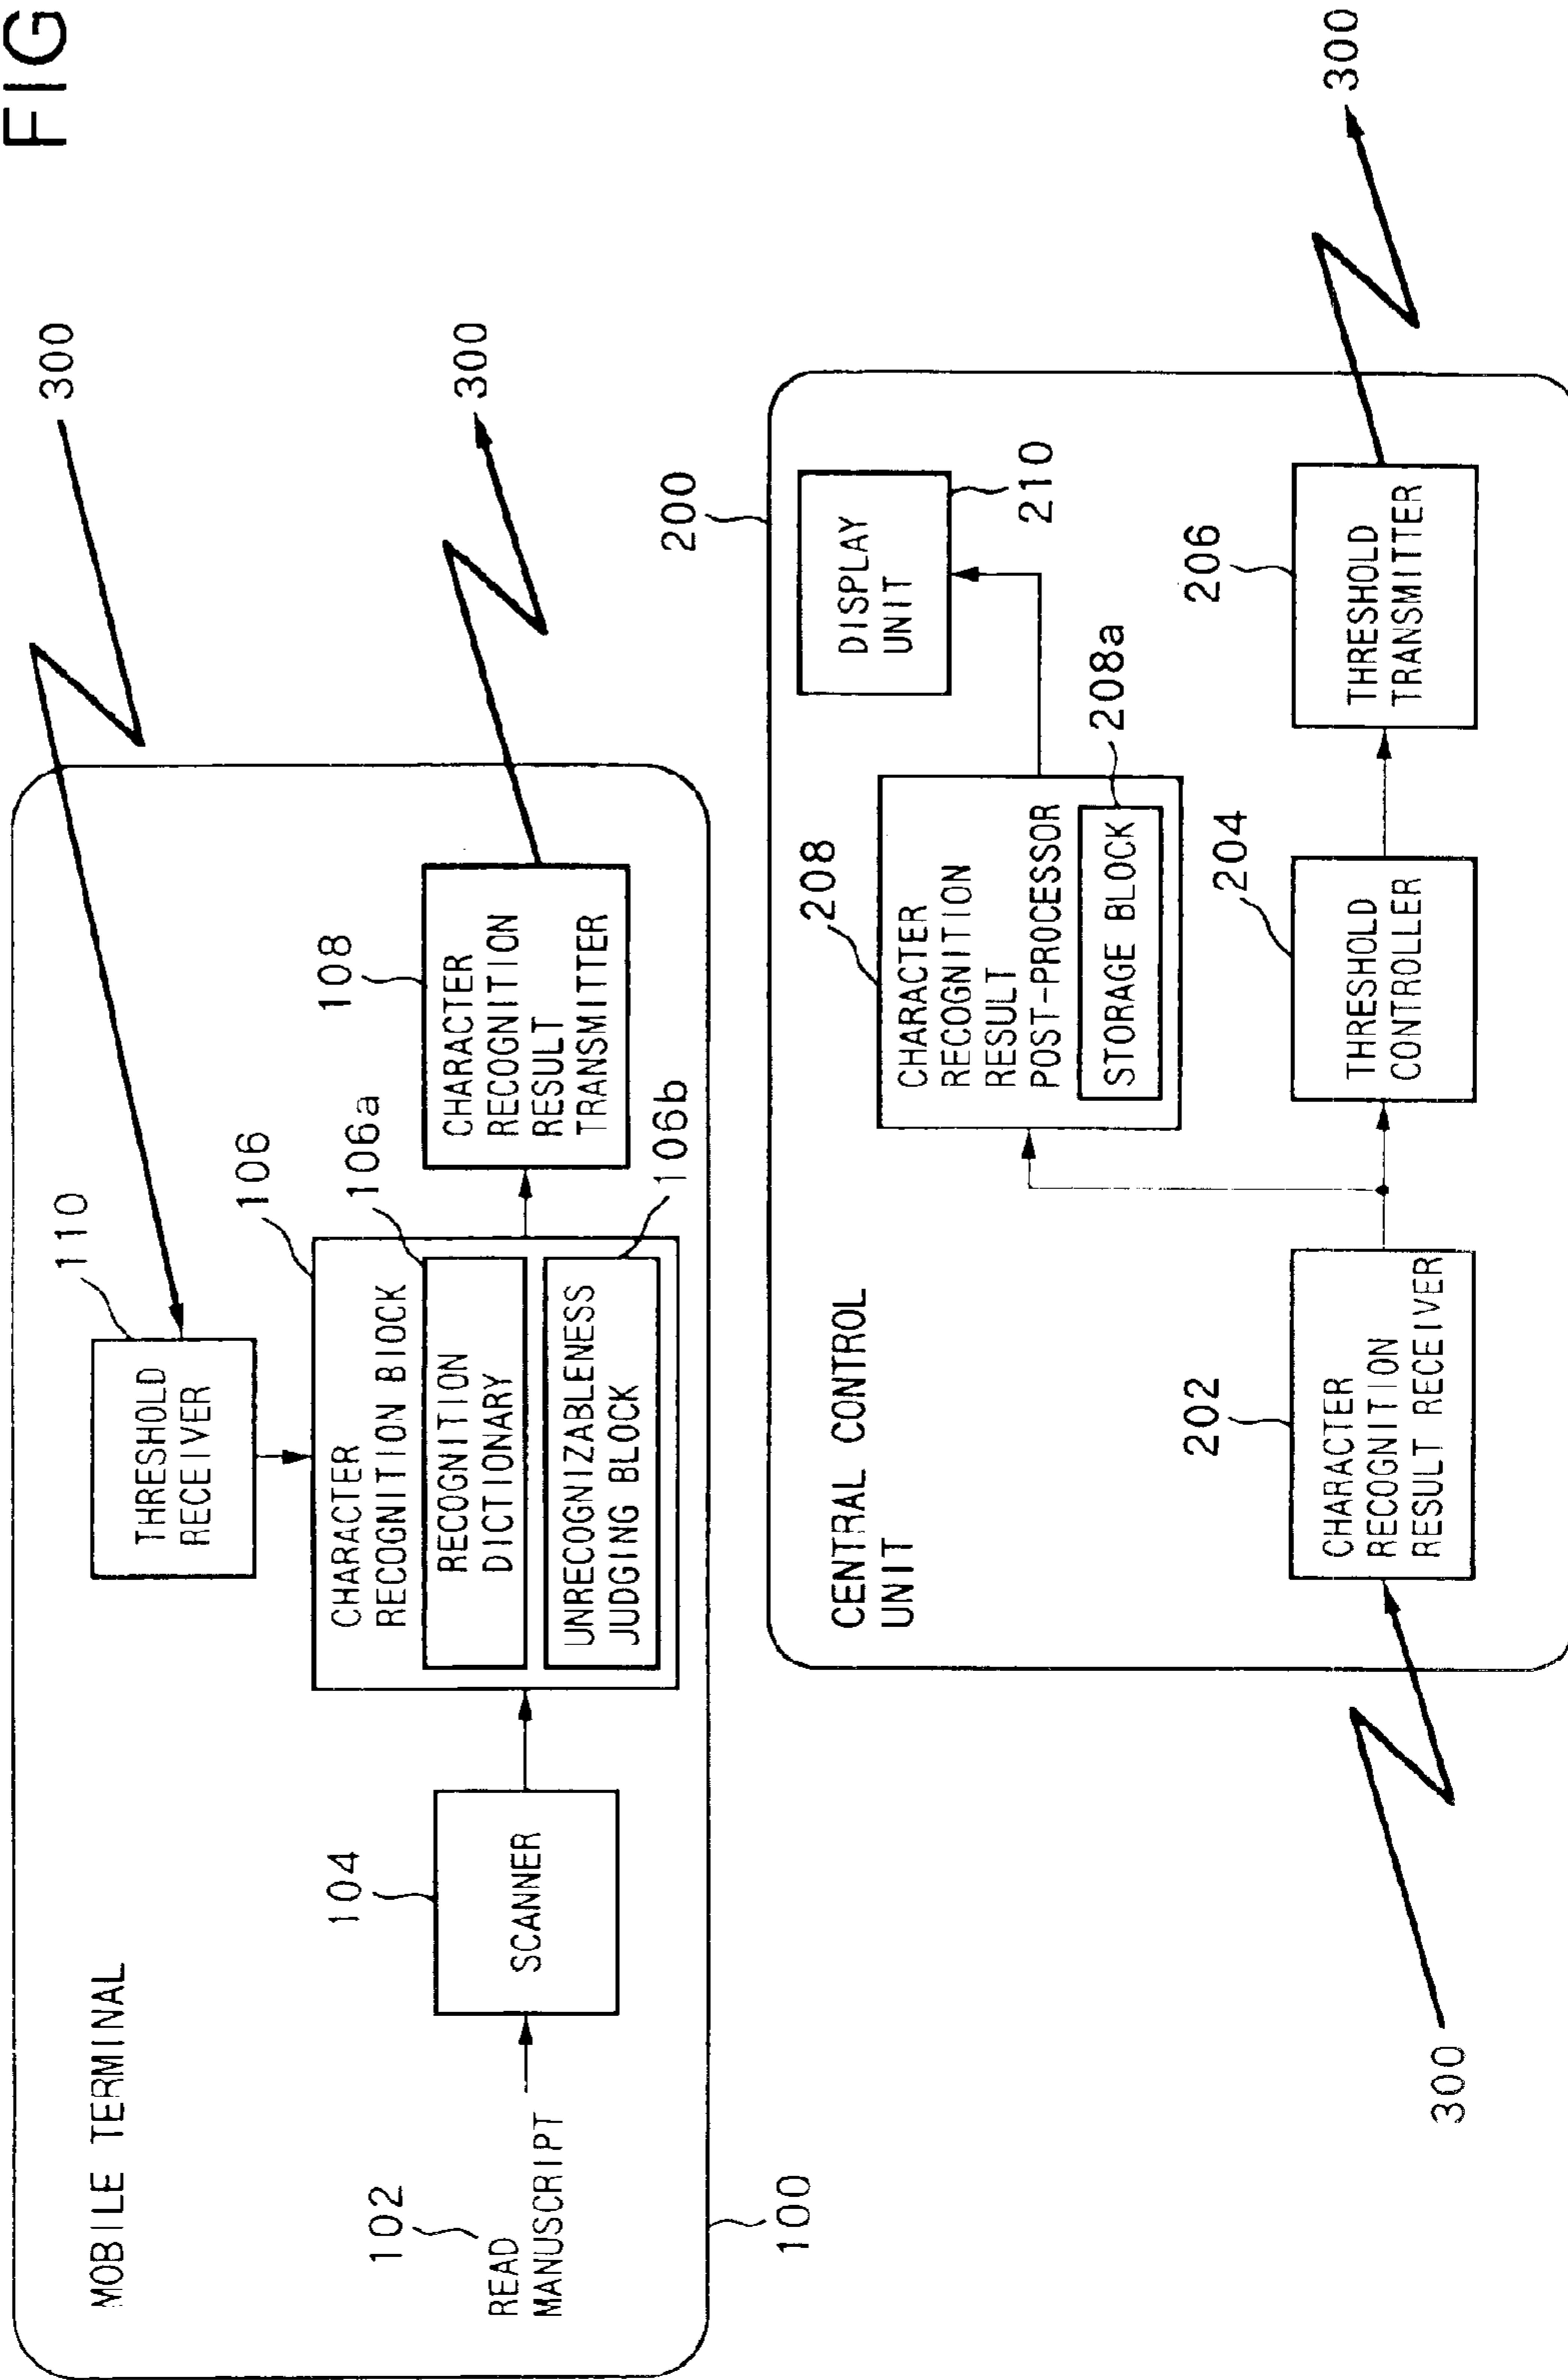 FIG
MOBILE TERMINAL
300
110
THRESHOLD
RECEIVER
106
CHARACTER
RECOGNITION BIOCK
106a
RECOGNITION
DICTIONARY
UNRECOGNIZABLENESS
JUDGING BLOCK
106b
108
CHARACTER
RECOGNITION
RESULT
TRANSMITTER
300
104
SCANNER
102
READ
MANUSCRIPT
100
200
CENTRAL CONTROL
UNIT
DISPLAY
UNIT
210
208
CHARACTER
RECOGNITION
RESULT
POST-PROCESSOR
STORAGE BLOCK
208a
202
CHARACTER
RECOGNITION
RESULT RECEIVER
204
THRESHOLD
CONTROLLER
206
THRESHOLD
TRANSMITTER
300
300